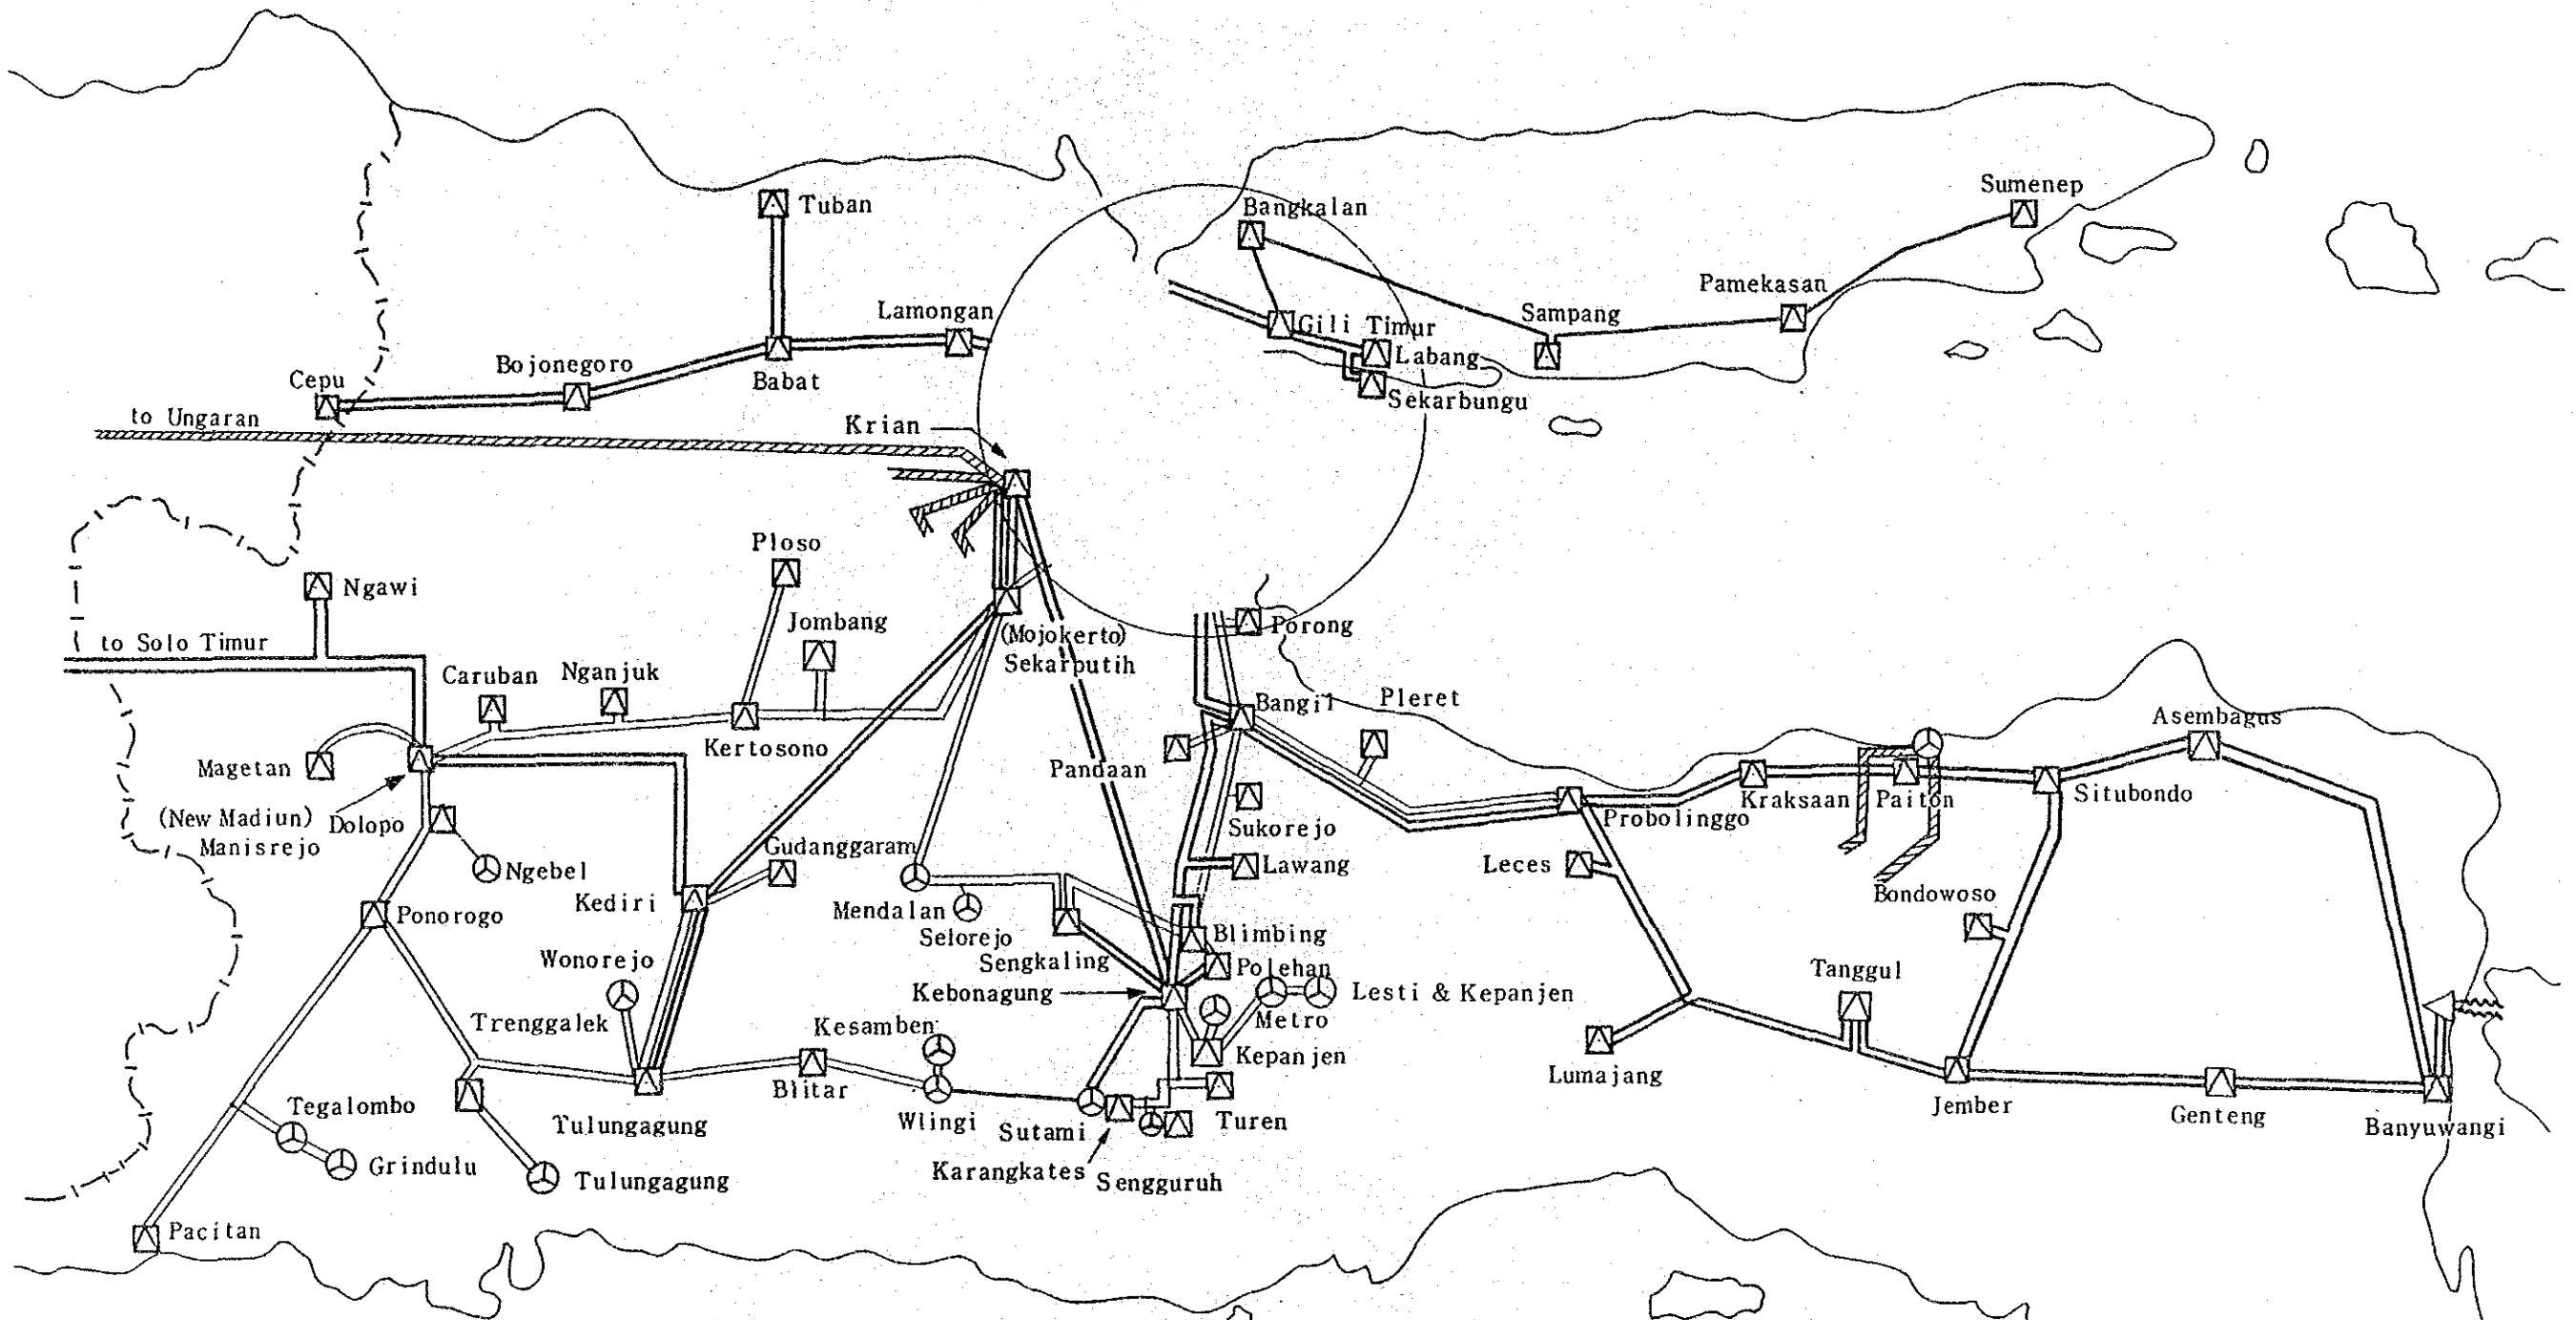 Sumenep
Bangkalan
Tuban
Pamekasan
Lamongan
Sampang
Gili Timur
Labang
Bojonegoro
Babat
Cepu
Sekarbungu
to Ungaran
Krian
Ploso
Ngawi
Jombang
Porong
(Mojokerto)
Sekarputih
to Solo Timur
Caruban
Nganjuk
Bangil
Pleret
Asembagus
Kertosono
Magetan
Pandaan
Kraksaan
Paiton
Situbondo
(New Madiun)
Manisrejo
Dolopo
Probolinggo
Sukorejo
Gudanggaram
Lawang
Leces
Ngebel
Bondowoso
Kediri
Mendalan
Ponorogo
Selorejo
Blimbing
Wonorejo
Sengkaling
Polehan
Tanggul
Kebonagung
Lesti & Kepanjen
Trenggalek
Kesamben
Metro
Kepanjen
Lumajang
Blitar
Tegalombo
Jember
Genteng
Wlingi
Turen
Tulungagung
Sutami
Banyuwangi
Grindulu
Karangkates
Tulungagung
Sengguruh
Pacitan